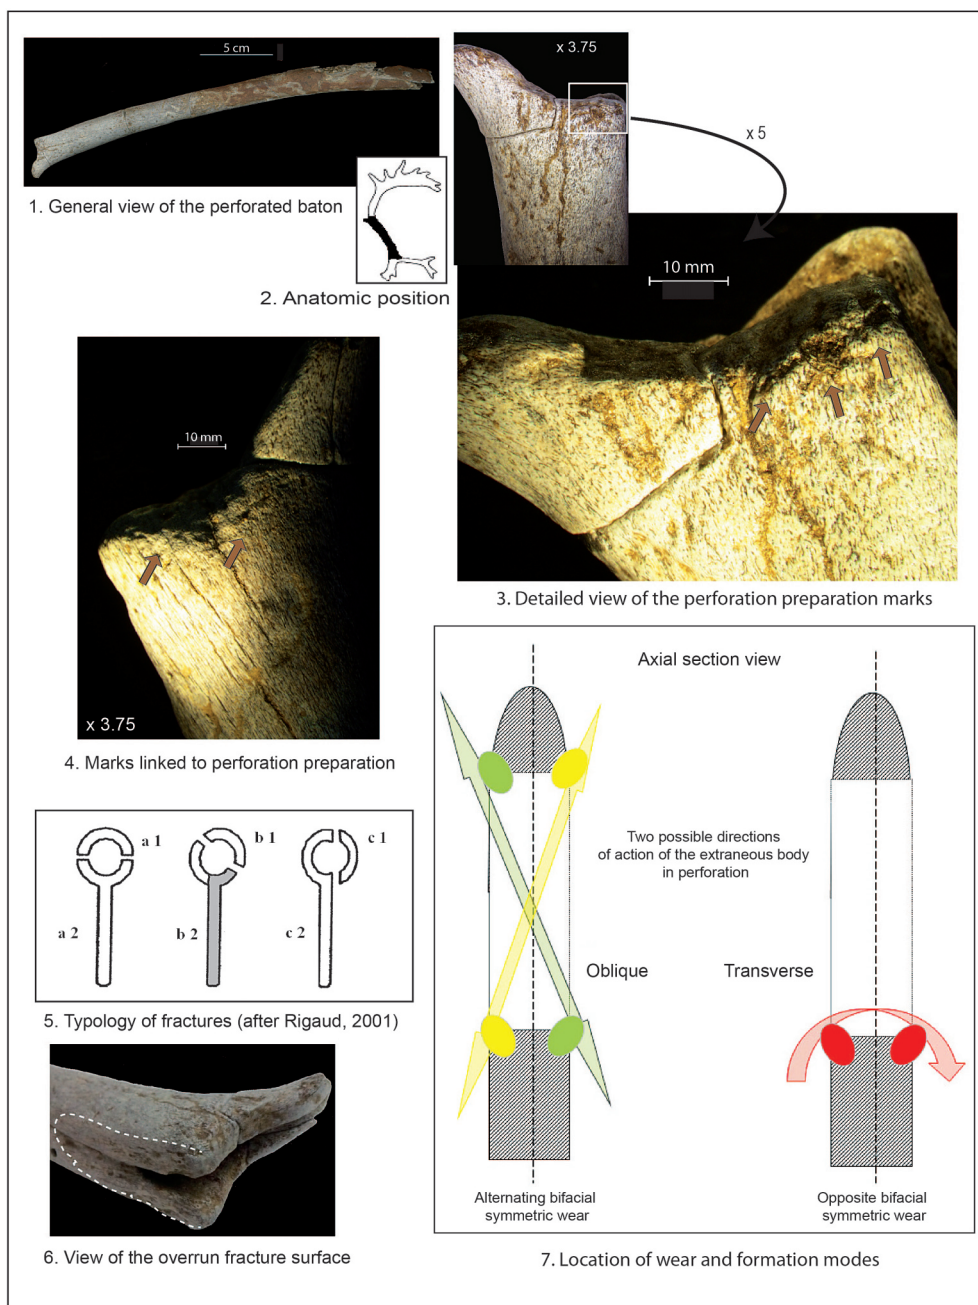 5 cm
x 3.75
x 5
1. General view of the perforated baton
2. Anatomic position
10 mm
3. Detailed view of the perforation preparation marks
10 mm
x 3.75
4. Marks linked to perforation preparation
a 1
b 1
c 1
a 2
b 2
c 2
5. Typology of fractures (after Rigaud, 2001)
6. View of the overrun fracture surface
Axial section view
Two possible directions
of action of the extraneous body
in perforation
Oblique
Transverse
Alternating bifacial
symmetric wear
Opposite bifacial
symmetric wear
7. Location of wear and formation modes